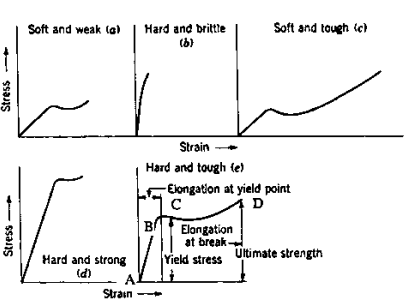 Soft and weak (a)
Hard and brittle
(b)
Soft and tough (c)
Stress
Strain
Hard and tough (e)
Elongation at yield point
C
D
B
Elongation
at break
Yield stress
Ultimate strength
Stress
Hard and strong
(d)
A
Strain